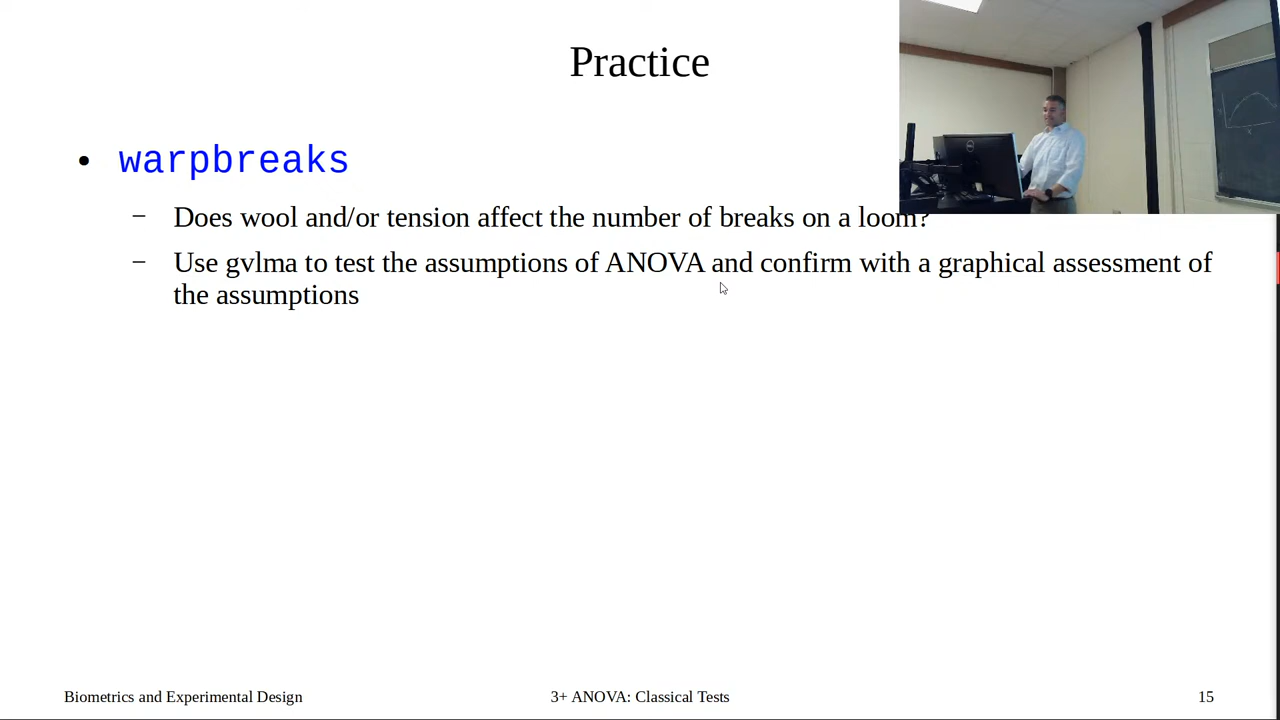 Practice
• warpbreaks
– Does wool and/or tension affect the number of breaks on a loom?
– Use gvlma to test the assumptions of ANOVA and confirm with a graphical assessment of
the assumptions
Biometrics and Experimental Design
3+ ANOVA: Classical Tests
15